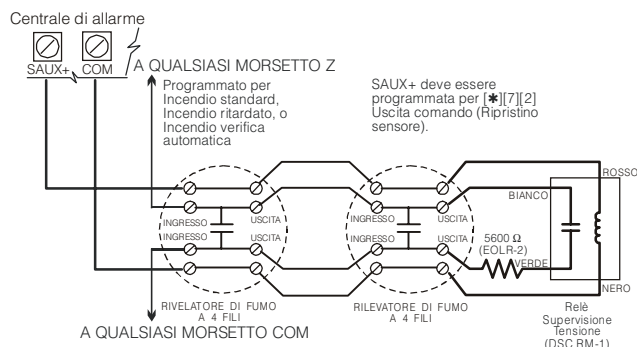 Centrale di allarme
SAUX+
COM
A QUALSIASI MORSETTO Z
Programmato per
Incendio standard,
Incendio ritardato, o
Incendio verifica
automatica
SAUX+ deve essere
programmata per [✱][7][2]
Uscita comando (Ripristino
sensore).
INGRESSO
INGRESSO
USCITA
USCITA
INGRESSO
INGRESSO
USCITA
USCITA
ROSSO
BIANCO
5600 Ω
(EOLR-2)
VERDE
NERO
RIVELATORE DI FUMO
A 4 FILI
RILEVATORE DI FUMO
A 4 FILI
Relè
Supervisione
Tensione
(DSC RM-1)
A QUALSIASI MORSETTO COM